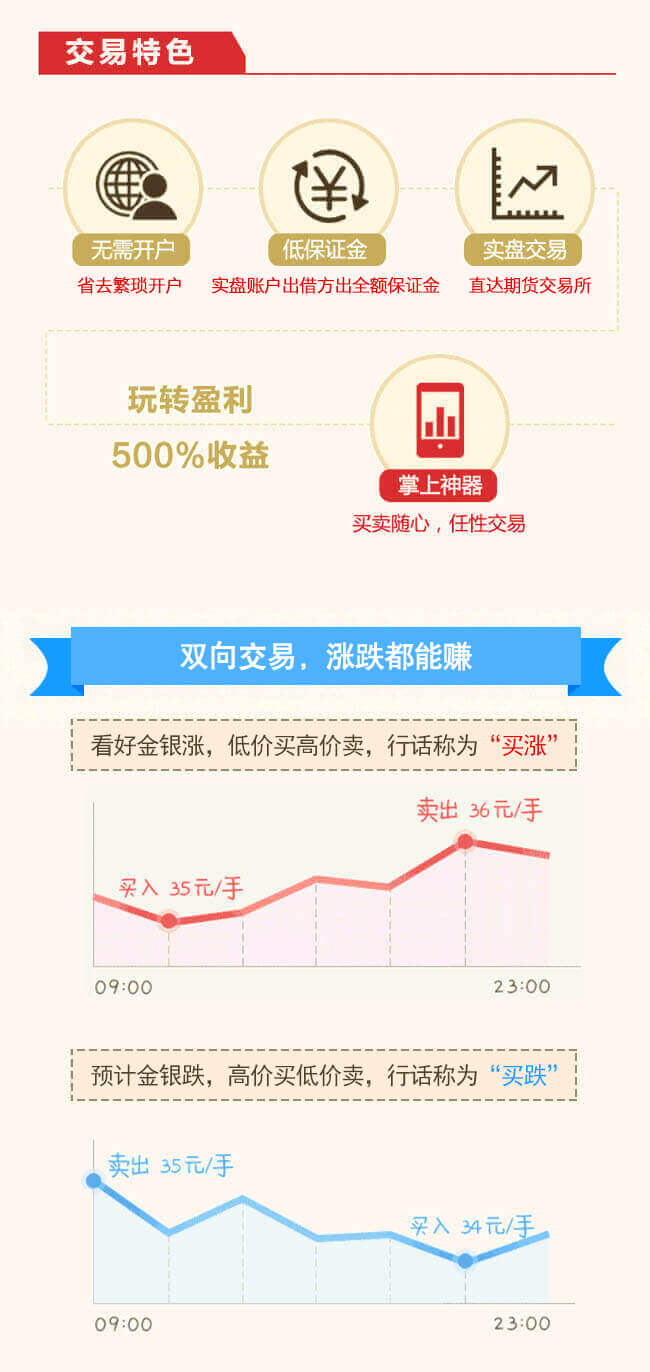 交易特色
无需开户
低保证金
实盘交易
省去繁琐开户
实盘账户出借方出全额保证金
直达期货交易所
玩转盈利
500%收益
掌上神器
买卖随心，任性交易
双向交易，涨跌都能赚
看好金银涨，低价买高价卖，行话称为“买涨”
卖出 36元/手
买入 35元/手
09:00
23:00
预计金银跌，高价买低价卖，行话称为“买跌”
卖出 35元/手
买入 34元/手
09:00
23:00